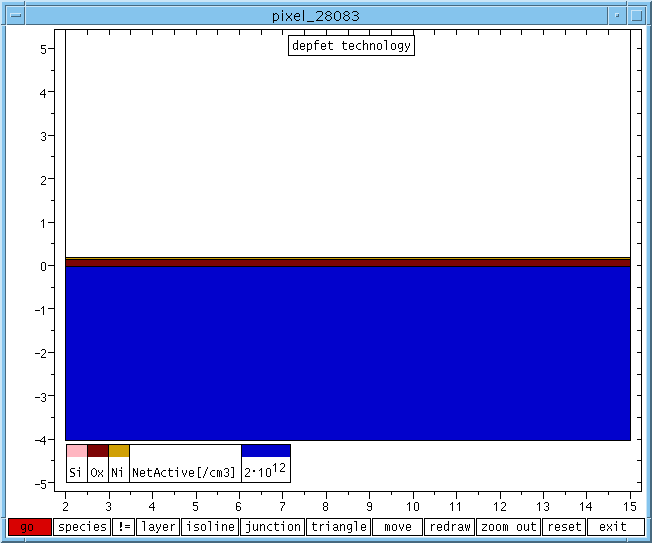 pixel_28083
depfet technology
5
4
3
2
1
0
-1
-2
-3
-4
-5
Si Ox Ni NetActive[/cm3] 2·10¹²
2 3 4 5 6 7 8 9 10 11 12 13 14 15
go species != layer isoline junction triangle move redraw zoom out reset exit